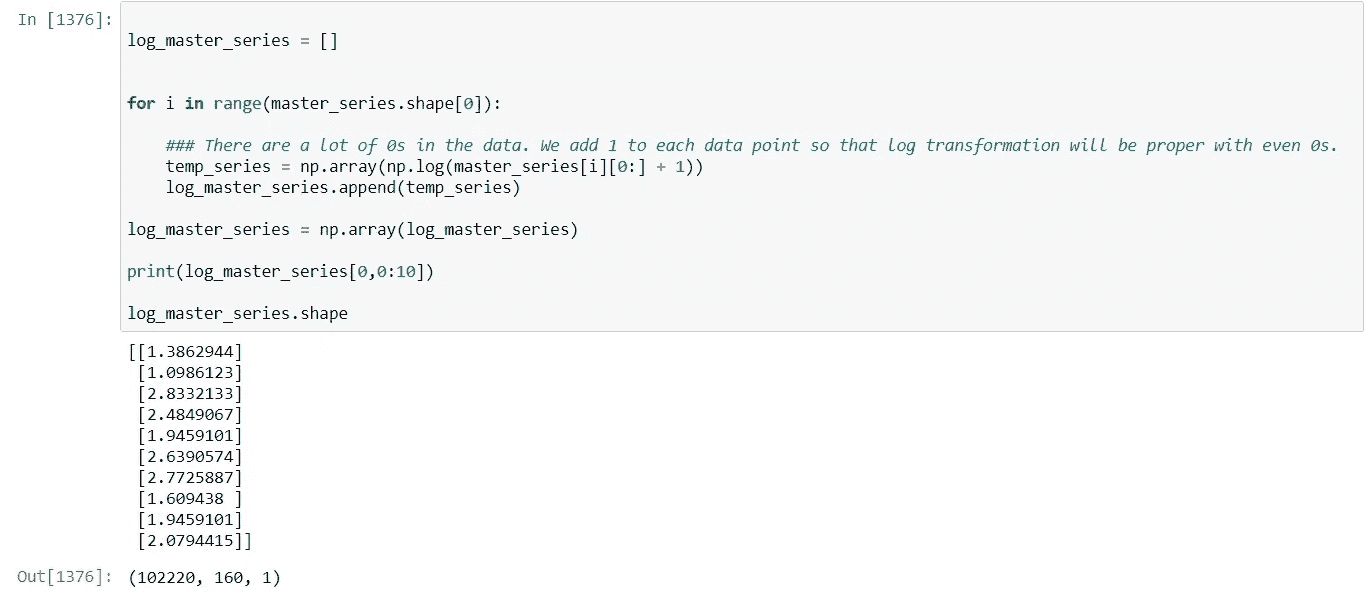 In [1376]:
log_master_series = []
for i in range(master_series.shape[0]):
### There are a lot of 0s in the data. We add 1 to each data point so that log transformation will be proper with even 0s.
temp_series = np.array(np.log(master_series[i][0:] + 1))
log_master_series.append(temp_series)
log_master_series = np.array(log_master_series)
print(log_master_series[0,0:10])
log_master_series.shape
[[1.3862944]
[1.0986123]
[2.8332133]
[2.4849067]
[1.9459101]
[2.6390574]
[2.7725887]
[1.609438 ]
[1.9459101]
[2.0794415]]
Out[1376]: (102220, 160, 1)